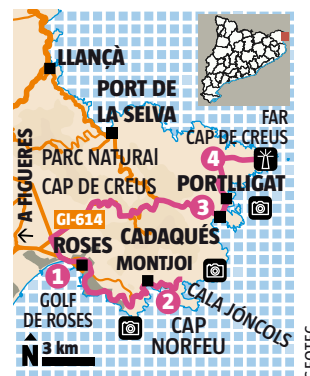 LLANÇÀ
PORT DE
LA SELVA
FAR
CAP DE CREUS
PARC NATURAl
CAP DE CREUS
4
PORTLLIGAT
3
← A FIGUERES
GI-614
ROSES
CADAQUÉS
MONTJOI
1
2
GOLF
DE ROSES
CALA JÓNCOLS
CAP
NORFEU
N
3 km
GEOTEC